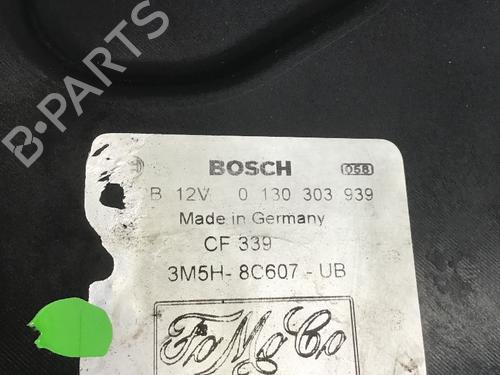 B-PARTS
BOSCH 058
B 12V 0 130 303 939
Made in Germany
CF 339
3M5H- 8C607 - UB
FoMoCo